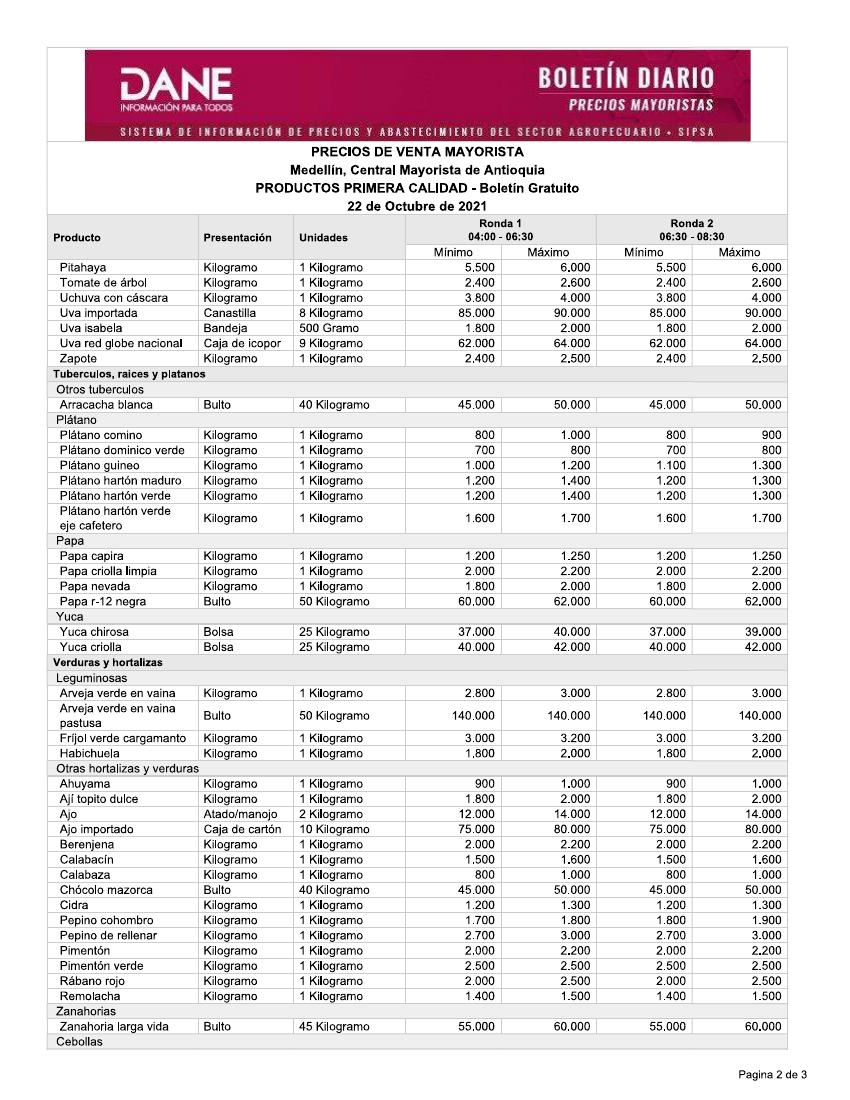 DANE
INFORMACIÓN PARA TODOS
BOLETÍN DIARIO
PRECIOS MAYORISTAS
SISTEMA DE INFORMACIÓN DE PRECIOS Y ABASTECIMIENTO DEL SECTOR AGROPECUARIO • SIPSA
PRECIOS DE VENTA MAYORISTA
Medellín, Central Mayorista de Antioquia
PRODUCTOS PRIMERA CALIDAD - Boletín Gratuito
22 de Octubre de 2021
Producto Presentación Unidades Ronda 1 04:00 - 06:30 Ronda 2 06:30 - 08:30
Mínimo Máximo Mínimo Máximo
Pitahaya Kilogramo 1 Kilogramo 5.500 6.000 5.500 6.000
Tomate de árbol Kilogramo 1 Kilogramo 2.400 2.600 2.400 2.600
Uchuva con cáscara Kilogramo 1 Kilogramo 3.800 4.000 3.800 4.000
Uva importada Canastilla 8 Kilogramo 85.000 90.000 85.000 90.000
Uva isabela Bandeja 500 Gramo 1.800 2.000 1.800 2.000
Uva red globe nacional Caja de icopor 9 Kilogramo 62.000 64.000 62.000 64.000
Zapote Kilogramo 1 Kilogramo 2.400 2.500 2.400 2.500
Tuberculos, raices y platanos
Otros tuberculos
Arracacha blanca Bulto 40 Kilogramo 45.000 50.000 45.000 50.000
Plátano
Plátano comino Kilogramo 1 Kilogramo 800 1.000 800 900
Plátano dominico verde Kilogramo 1 Kilogramo 700 800 700 800
Plátano guineo Kilogramo 1 Kilogramo 1.000 1.200 1.100 1.300
Plátano hartón maduro Kilogramo 1 Kilogramo 1.200 1.400 1.200 1.300
Plátano hartón verde Kilogramo 1 Kilogramo 1.200 1.400 1.200 1.300
Plátano hartón verde
eje cafetero Kilogramo 1 Kilogramo 1.600 1.700 1.600 1.700
Papa
Papa capira Kilogramo 1 Kilogramo 1.200 1.250 1.200 1.250
Papa criolla limpia Kilogramo 1 Kilogramo 2.000 2.200 2.000 2.200
Papa nevada Kilogramo 1 Kilogramo 1.800 2.000 1.800 2.000
Papa r-12 negra Bulto 50 Kilogramo 60.000 62.000 60.000 62.000
Yuca
Yuca chirosa Bolsa 25 Kilogramo 37.000 40.000 37.000 39.000
Yuca criolla Bolsa 25 Kilogramo 40.000 42.000 40.000 42.000
Verduras y hortalizas
Leguminosas
Arveja verde en vaina Kilogramo 1 Kilogramo 2.800 3.000 2.800 3.000
Arveja verde en vaina
pastusa Bulto 50 Kilogramo 140.000 140.000 140.000 140.000
Fríjol verde cargamanto Kilogramo 1 Kilogramo 3.000 3.200 3.000 3.200
Habichuela Kilogramo 1 Kilogramo 1.800 2.000 1.800 2.000
Otras hortalizas y verduras
Ahuyama Kilogramo 1 Kilogramo 900 1.000 900 1.000
Ají topito dulce Kilogramo 1 Kilogramo 1.800 2.000 1.800 2.000
Ajo Atado/manojo 2 Kilogramo 12.000 14.000 12.000 14.000
Ajo importado Caja de cartón 10 Kilogramo 75.000 80.000 75.000 80.000
Berenjena Kilogramo 1 Kilogramo 2.000 2.200 2.000 2.200
Calabacín Kilogramo 1 Kilogramo 1.500 1.600 1.500 1.600
Calabaza Kilogramo 1 Kilogramo 800 1.000 800 1.000
Chócolo mazorca Bulto 40 Kilogramo 45.000 50.000 45.000 50.000
Cidra Kilogramo 1 Kilogramo 1.200 1.300 1.200 1.300
Pepino cohombro Kilogramo 1 Kilogramo 1.700 1.800 1.800 1.900
Pepino de rellenar Kilogramo 1 Kilogramo 2.700 3.000 2.700 3.000
Pimentón Kilogramo 1 Kilogramo 2.000 2.200 2.000 2.200
Pimentón verde Kilogramo 1 Kilogramo 2.500 2.500 2.500 2.500
Rábano rojo Kilogramo 1 Kilogramo 2.000 2.500 2.000 2.500
Remolacha Kilogramo 1 Kilogramo 1.400 1.500 1.400 1.500
Zanahorias
Zanahoria larga vida Bulto 45 Kilogramo 55.000 60.000 55.000 60.000
Cebollas
Pagina 2 de 3